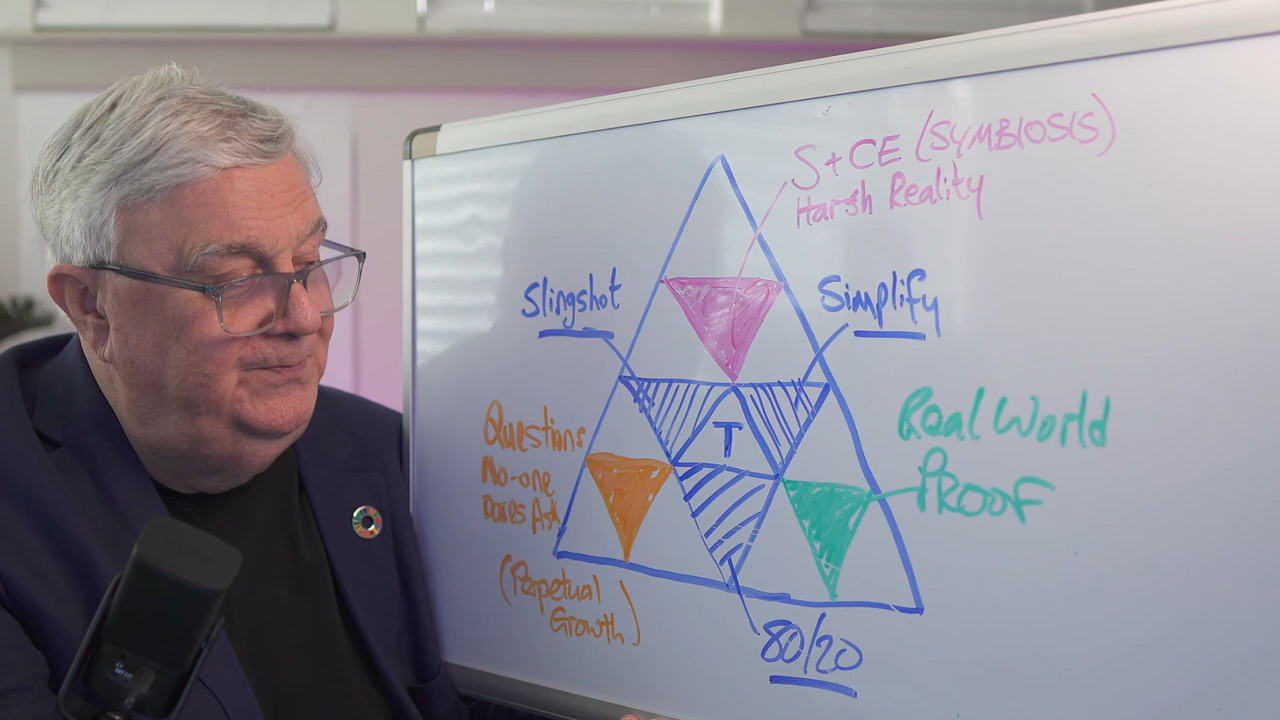 S+CE (SYMBIOSIS)
Harsh Reality
Slingshot
Simplify
Questions
No-one
Dares Ask
(Perpetual
Growth)
T
Real World
PROOF
80/20